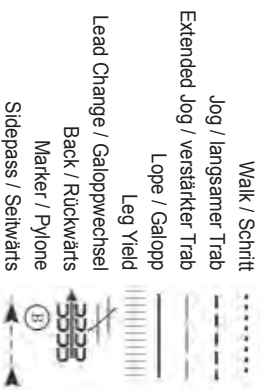 Walk / Schritt
Jog / langsamer Trab
Extended Jog / verstärkter Trab
Lope / Galopp
Leg Yield
Lead Change / Galoppwechsel
Back / Rückwärts
Marker / Pylone
B
Sidepass / Seitwärts